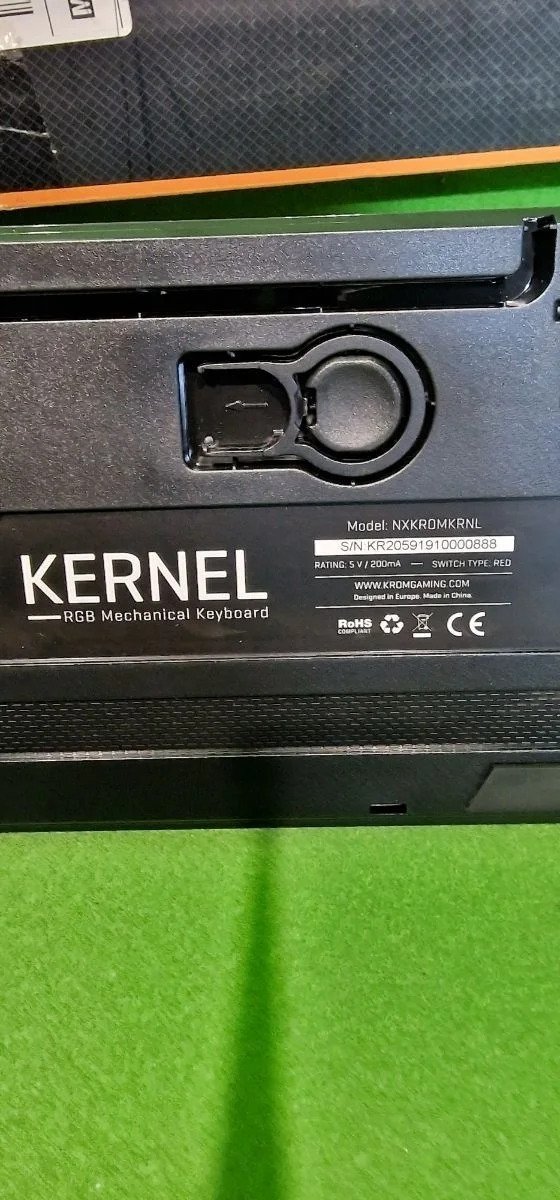 M
KERNEL
RGB Mechanical Keyboard
Model: NXKROMKRNL
S/N:KR20591910000888
RATING: 5 V / 200mA — SWITCH TYPE: RED
WWW.KROMGAMING.COM
Designed in Europe. Made in China.
RoHS
COMPLIANT
CE